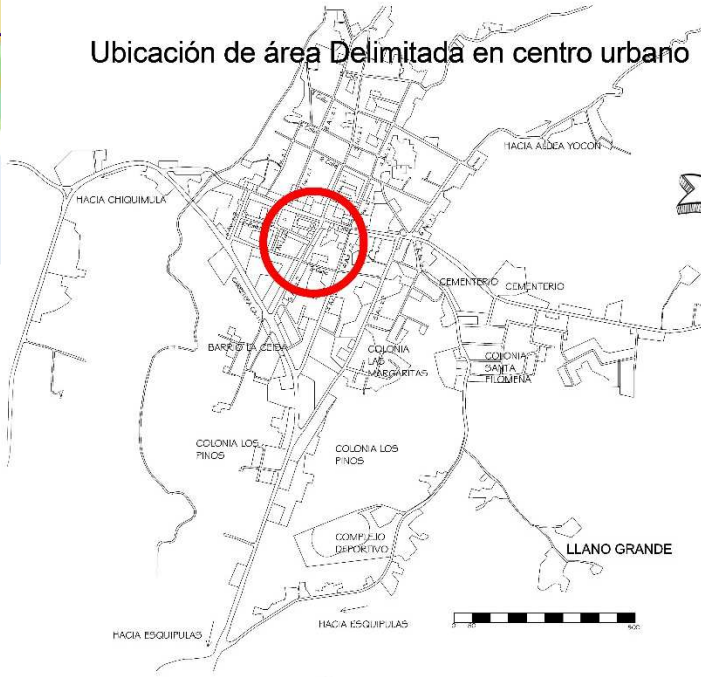 Ubicación de área Delimitada en centro urbano
HACIA ALDEA YOCON
HACIA CHIQUIMULA
CEMENTERIO
CEMENTERIO
BARRIO LA CEIBA
COLONIA
LAS
MARGARITAS
COLONIA
SANTA
FILOMENA
COLONIA LOS
PINOS
COLONIA LOS
PINOS
COMPLEJO
DEPORTIVO
LLANO GRANDE
HACIA ESQUIPULAS
HACIA ESQUIPULAS